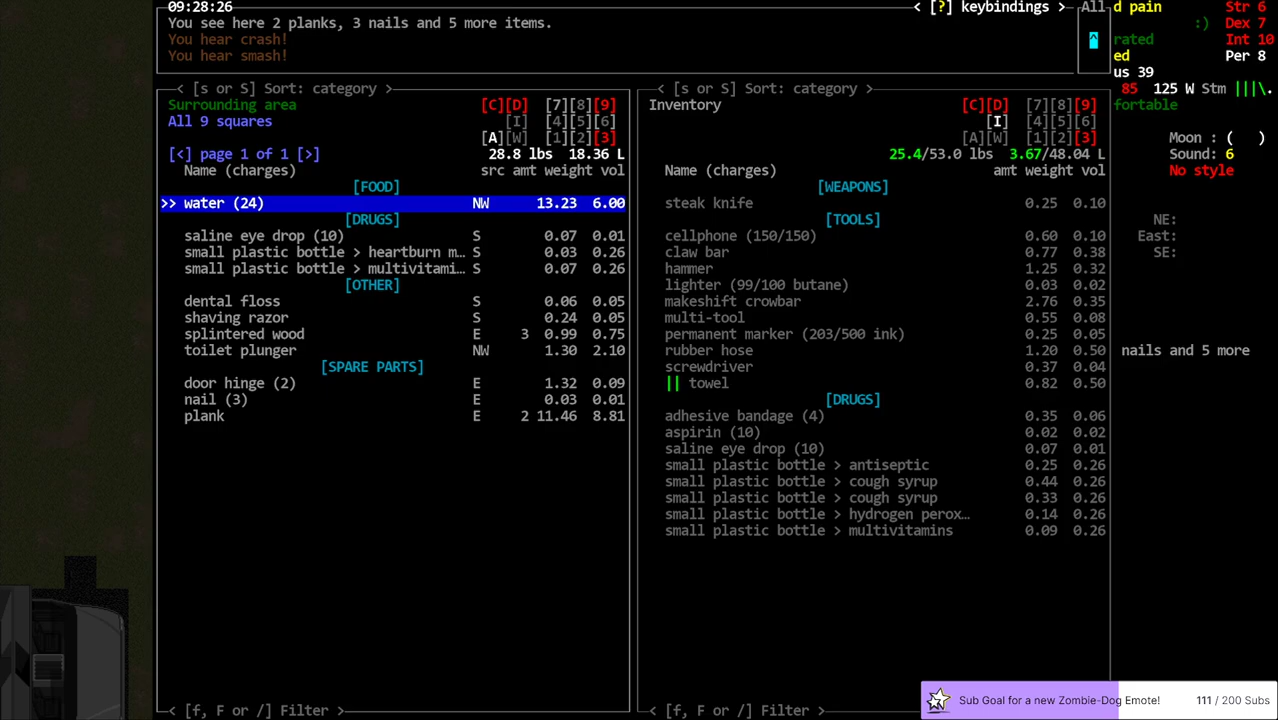 09:28:26
You see here 2 planks, 3 nails and 5 more items.
You hear crash!
You hear smash!
< [?] keybindings >
All
^
d pain
rated
ed
us 39
85 125 W Stm |||\.
fortable
Str 6
:) Dex 7
Int 10
Per 8
Moon : ( )
Sound: 6
No style
NE:
East:
SE:
nails and 5 more
< [s or S] Sort: category >
Surrounding area [C][D] [7][8][9]
All 9 squares [I] [4][5][6]
[A][W] [1][2][3]
[<] page 1 of 1 [>] 28.8 lbs 18.36 L
Name (charges) src amt weight vol
[FOOD]
>> water (24) NW 13.23 6.00
[DRUGS]
saline eye drop (10) S 0.07 0.01
small plastic bottle > heartburn m… S 0.03 0.26
small plastic bottle > multivitami… S 0.07 0.26
[OTHER]
dental floss S 0.06 0.05
shaving razor S 0.24 0.05
splintered wood E 3 0.99 0.75
toilet plunger NW 1.30 2.10
[SPARE PARTS]
door hinge (2) E 1.32 0.09
nail (3) E 0.03 0.01
plank E 2 11.46 8.81
< [f, F or /] Filter >
< [s or S] Sort: category >
Inventory [C][D] [7][8][9]
[I] [4][5][6]
[A][W] [1][2][3]
25.4/53.0 lbs 3.67/48.04 L
Name (charges) amt weight vol
[WEAPONS]
steak knife 0.25 0.10
[TOOLS]
cellphone (150/150) 0.60 0.10
claw bar 0.77 0.38
hammer 1.25 0.32
lighter (99/100 butane) 0.03 0.02
makeshift crowbar 2.76 0.35
multi-tool 0.55 0.08
permanent marker (203/500 ink) 0.25 0.05
rubber hose 1.20 0.50
screwdriver 0.37 0.04
|| towel 0.82 0.50
[DRUGS]
adhesive bandage (4) 0.35 0.06
aspirin (10) 0.02 0.02
saline eye drop (10) 0.07 0.01
small plastic bottle > antiseptic 0.25 0.26
small plastic bottle > cough syrup 0.44 0.26
small plastic bottle > cough syrup 0.33 0.26
small plastic bottle > hydrogen perox… 0.14 0.26
small plastic bottle > multivitamins 0.09 0.26
< [f, F or /] Filter >
Sub Goal for a new Zombie-Dog Emote! 111 / 200 Subs